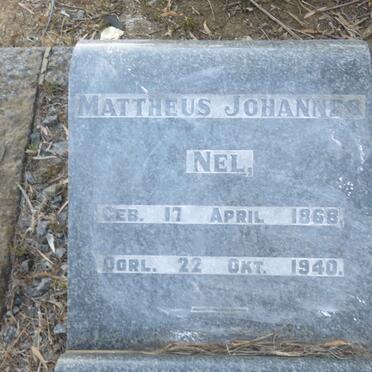 MATTHEUS JOHANNES
NEL,
GEB. 17 APRIL 1868,
OORL. 22 OKT. 1940.